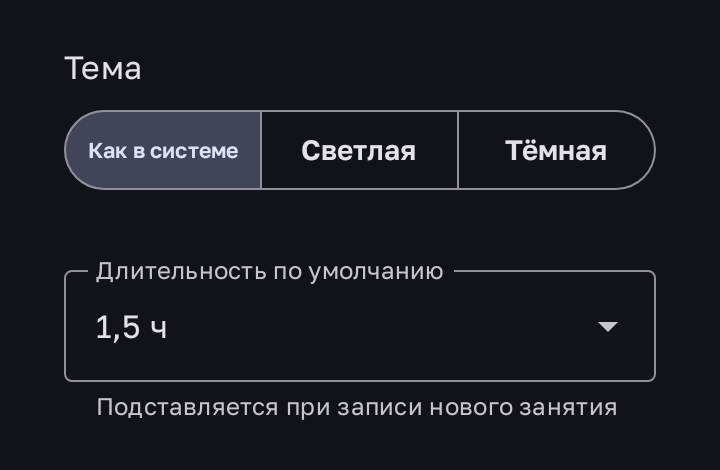 Тема
Как в системе Светлая Тёмная
Длительность по умолчанию
1,5 ч
Подставляется при записи нового занятия